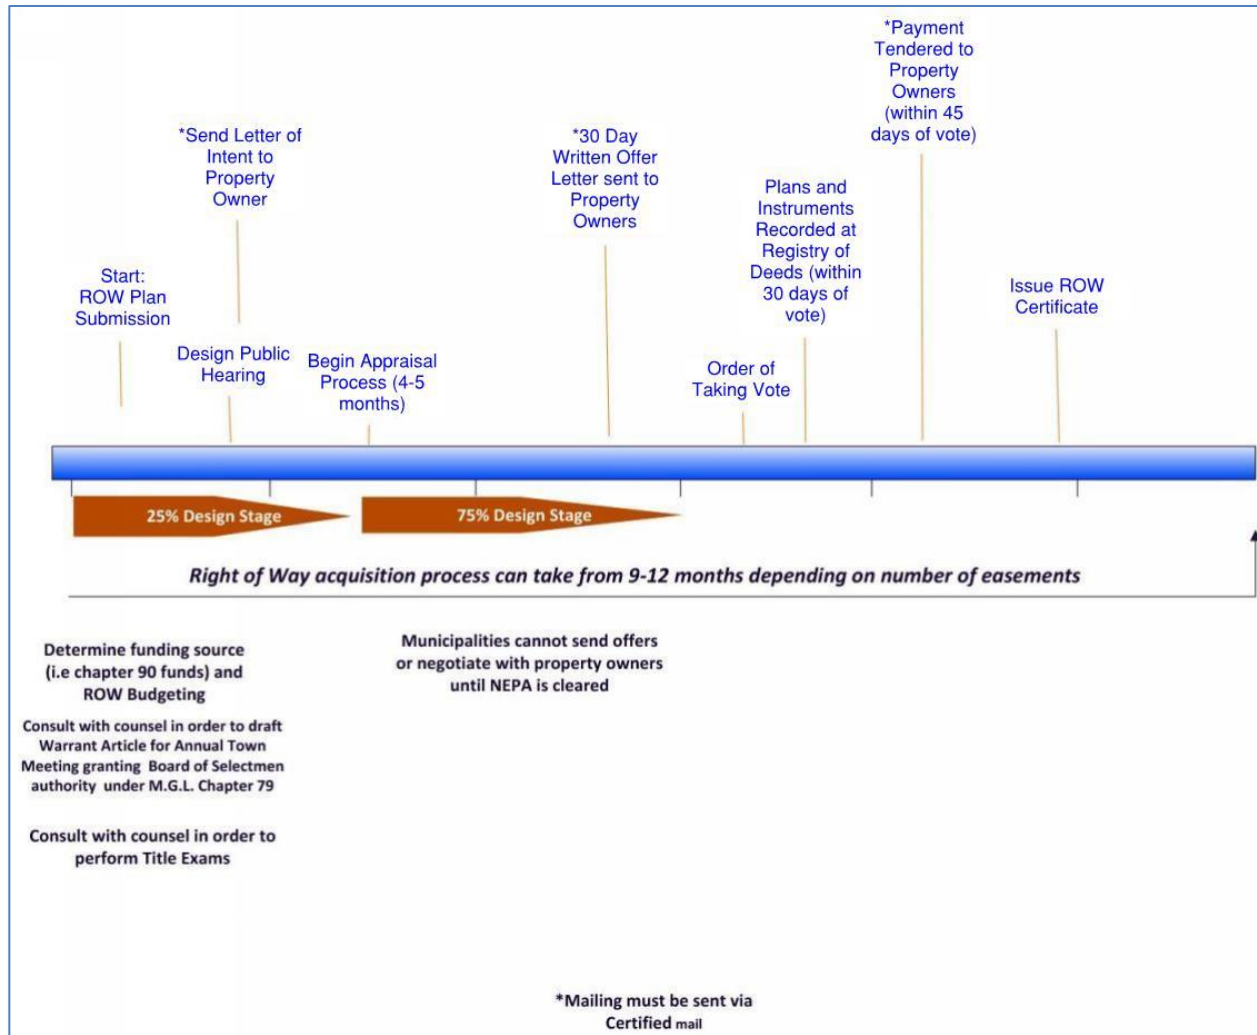 *Payment
Tendered to
Property
Owners
(within 45
days of vote)
*Send Letter of
Intent to
Property
Owner
*30 Day
Written Offer
Letter sent to
Property
Owners
Plans and
Instruments
Recorded at
Registry of
Deeds (within
30 days of
vote)
Start:
ROW Plan
Submission
Issue ROW
Certificate
Design Public
Hearing
Begin Appraisal
Process (4-5
months)
Order of
Taking Vote
25% Design Stage
75% Design Stage
Right of Way acquisition process can take from 9-12 months depending on number of easements
Determine funding source
(i.e chapter 90 funds) and
ROW Budgeting
Consult with counsel in order to draft
Warrant Article for Annual Town
Meeting granting Board of Selectmen
authority under M.G.L. Chapter 79
Consult with counsel in order to
perform Title Exams
Municipalities cannot send offers
or negotiate with property owners
until NEPA is cleared
*Mailing must be sent via
Certified mail